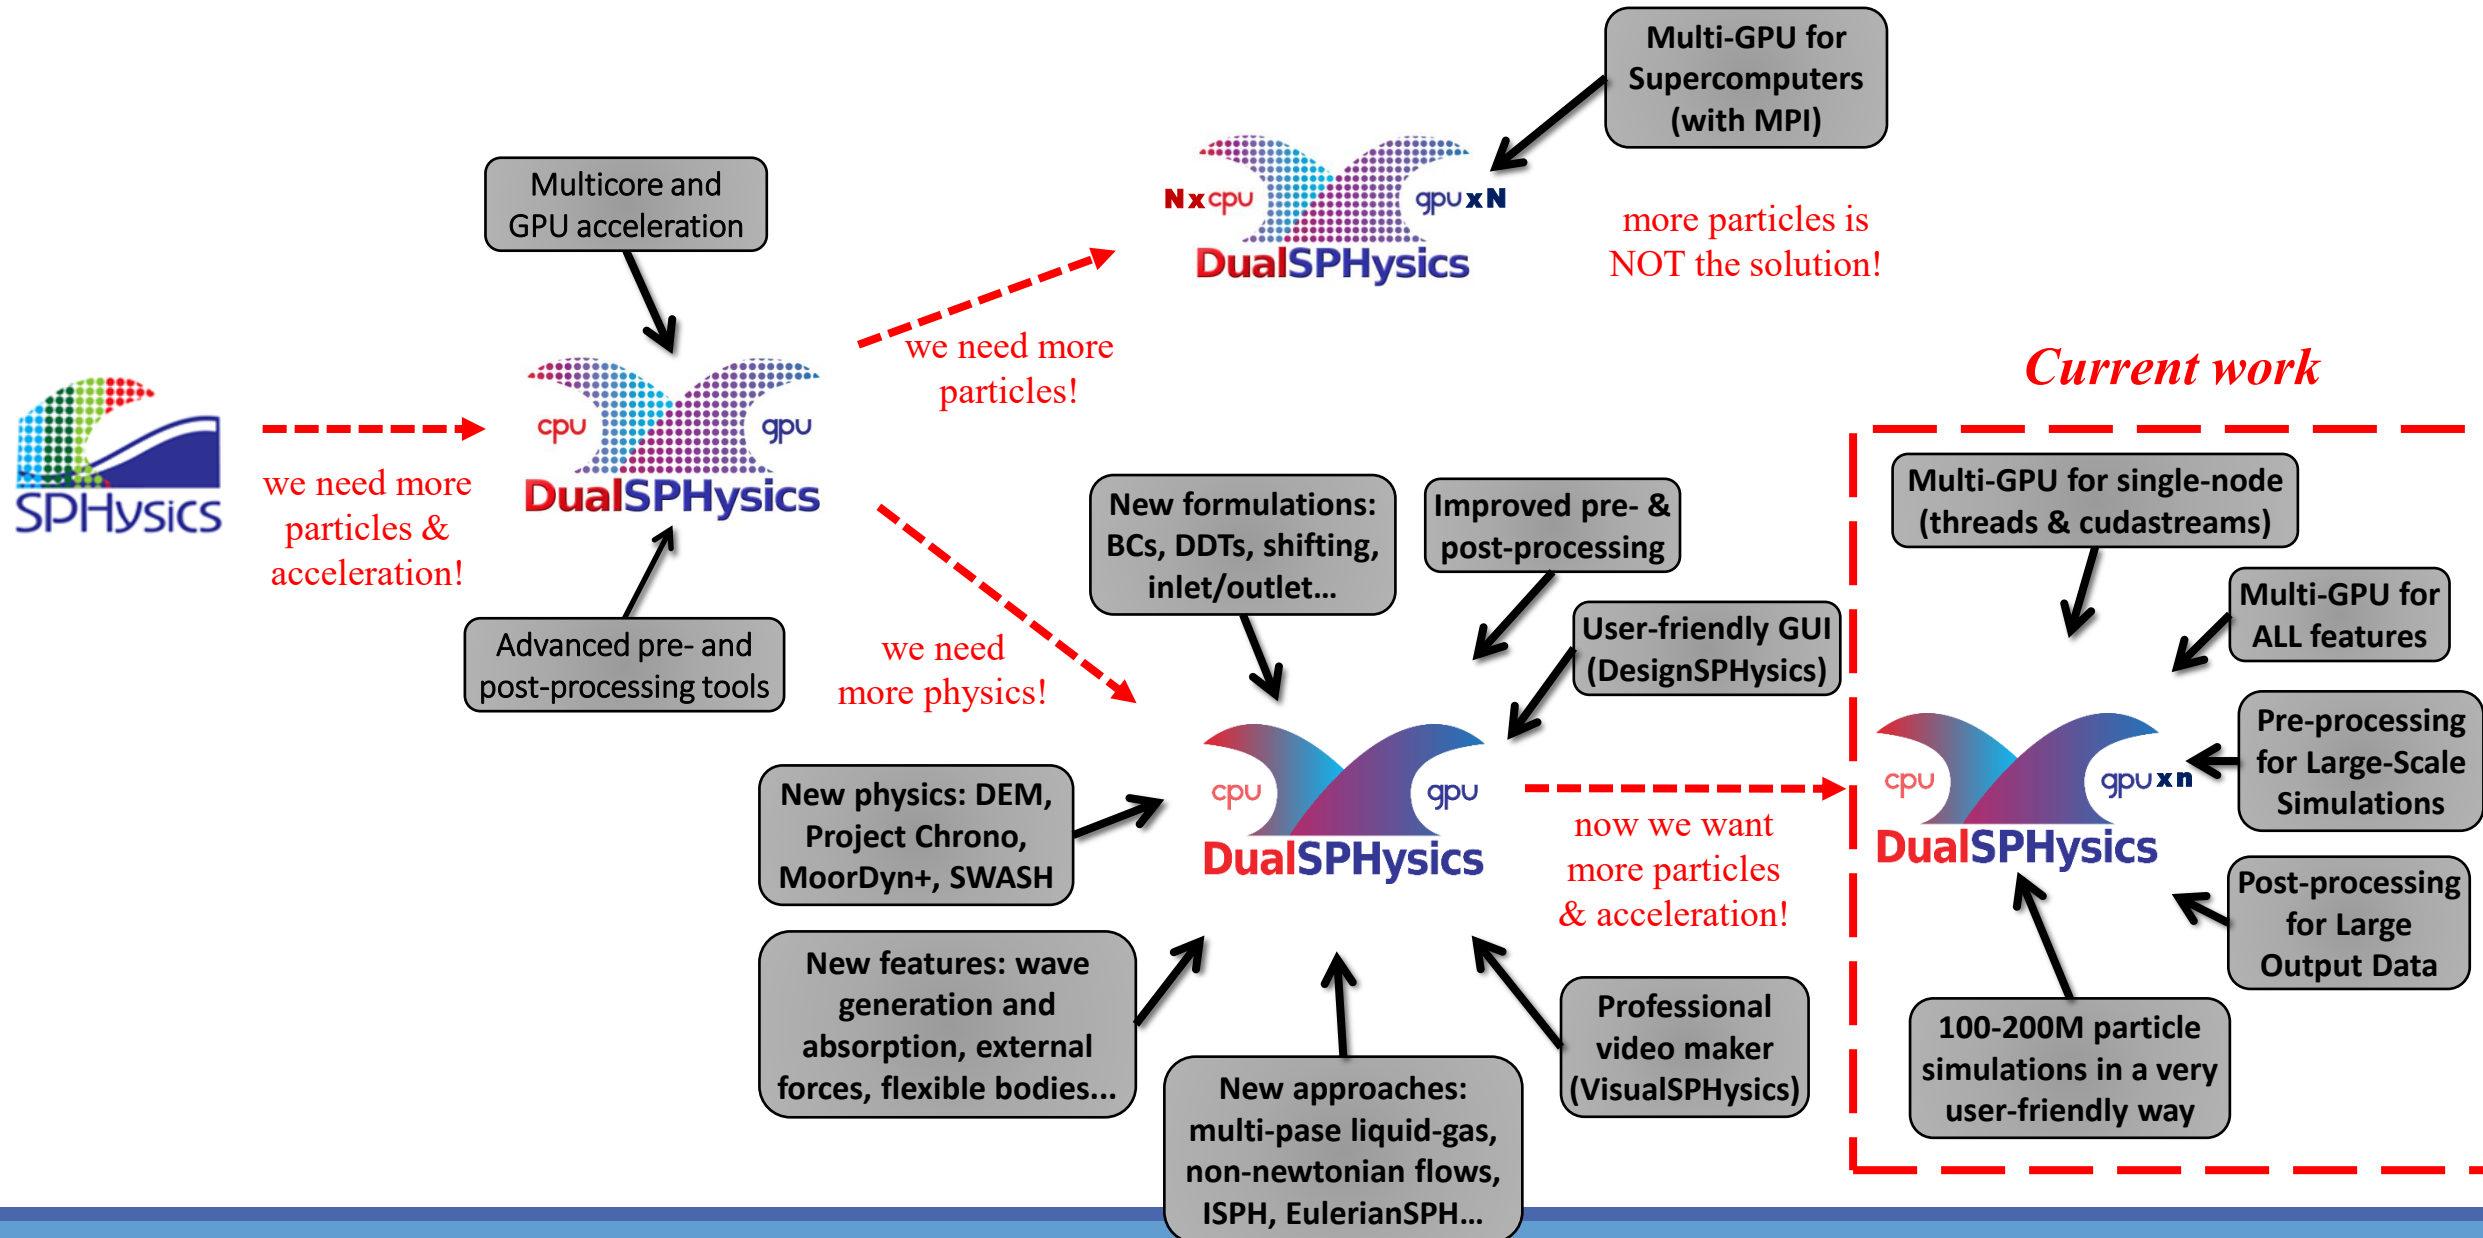 SPHysics
we need more
particles &
acceleration!
Multicore and
GPU acceleration
cpu
gpu
DualSPHysics
Advanced pre- and
post-processing tools
we need more
particles!
Multi-GPU for
Supercomputers
(with MPI)
Nxcpu
gpuxN
DualSPHysics
more particles is
NOT the solution!
we need
more physics!
New formulations:
BCs, DDTs, shifting,
inlet/outlet...
Improved pre- &
post-processing
User-friendly GUI
(DesignSPHysics)
New physics: DEM,
Project Chrono,
MoorDyn+, SWASH
cpu
gpu
DualSPHysics
New features: wave
generation and
absorption, external
forces, flexible bodies...
New approaches:
multi-pase liquid-gas,
non-newtonian flows,
ISPH, EulerianSPH...
Professional
video maker
(VisualSPHysics)
now we want
more particles
& acceleration!
Current work
Multi-GPU for single-node
(threads & cudastreams)
Multi-GPU for
ALL features
Pre-processing
for Large-Scale
Simulations
cpu
gpuxn
DualSPHysics
Post-processing
for Large
Output Data
100-200M particle
simulations in a very
user-friendly way